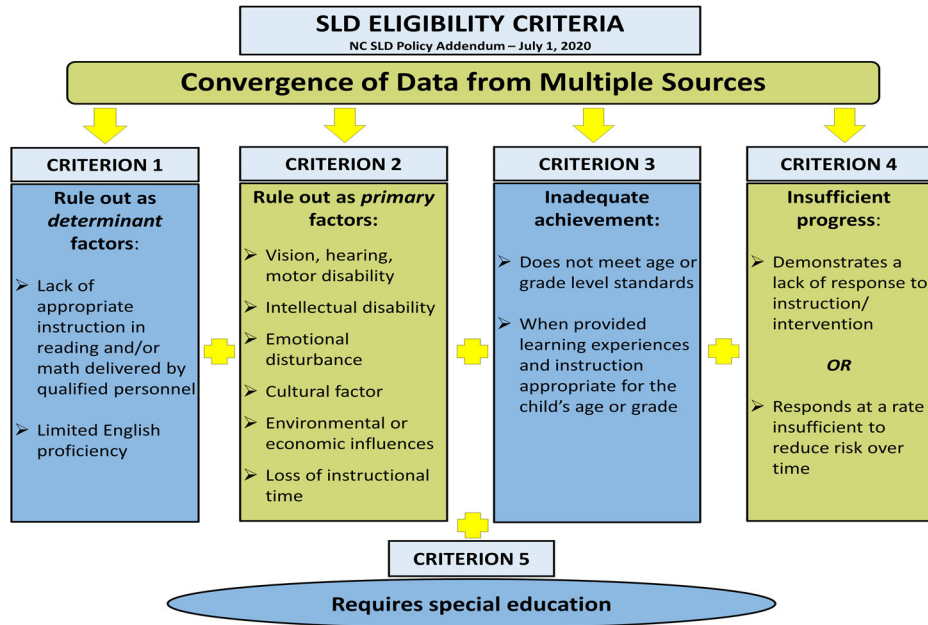 SLD ELIGIBILITY CRITERIA
NC SLD Policy Addendum – July 1, 2020
Convergence of Data from Multiple Sources
CRITERION 1
Rule out as
determinant
factors:
➢ Lack of
appropriate
instruction in
reading and/or
math delivered by
qualified personnel
➢ Limited English
proficiency
CRITERION 2
Rule out as primary
factors:
➢ Vision, hearing,
motor disability
➢ Intellectual disability
➢ Emotional
disturbance
➢ Cultural factor
➢ Environmental or
economic influences
➢ Loss of instructional
time
CRITERION 3
Inadequate
achievement:
➢ Does not meet age or
grade level standards
➢ When provided
learning experiences
and instruction
appropriate for the
child’s age or grade
CRITERION 4
Insufficient
progress:
➢ Demonstrates a
lack of response to
instruction/
intervention
OR
➢ Responds at a rate
insufficient to
reduce risk over
time
CRITERION 5
Requires special education